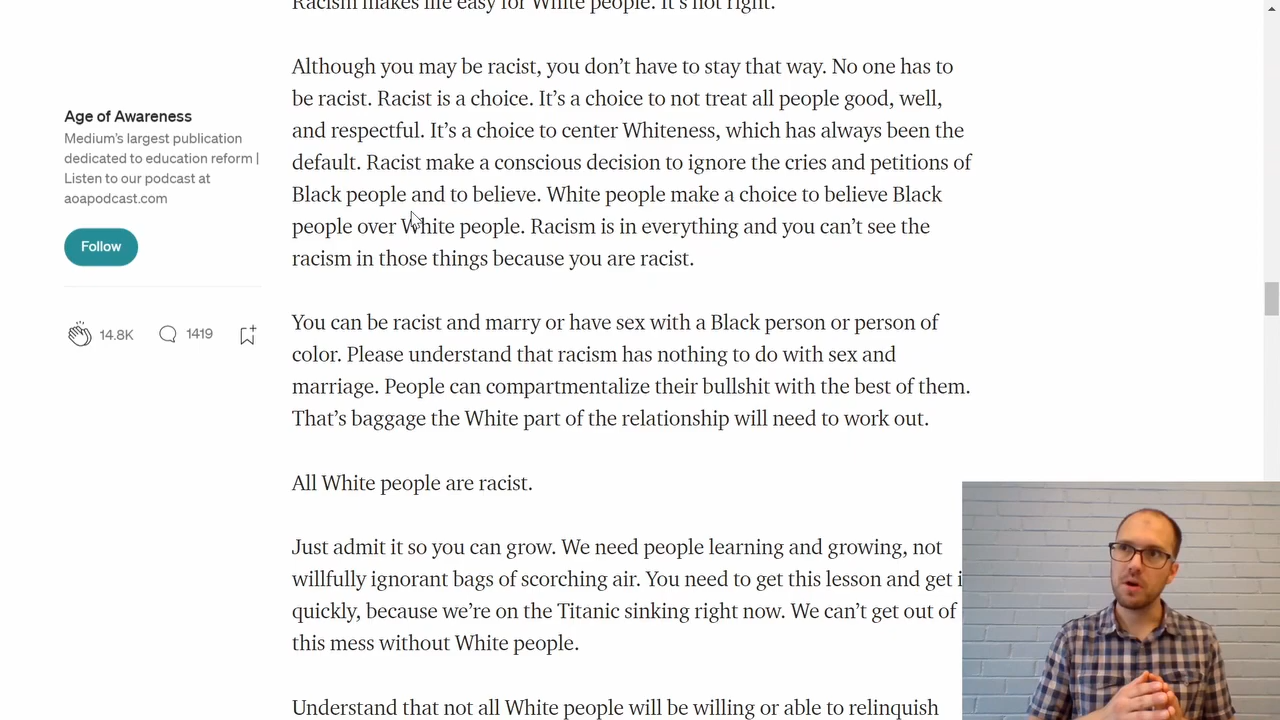 Racism makes life easy for White people. It's not right.
Although you may be racist, you don't have to stay that way. No one has to
be racist. Racist is a choice. It's a choice to not treat all people good, well,
and respectful. It's a choice to center Whiteness, which has always been the
default. Racist make a conscious decision to ignore the cries and petitions of
Black people and to believe. White people make a choice to believe Black
people over White people. Racism is in everything and you can't see the
racism in those things because you are racist.
You can be racist and marry or have sex with a Black person or person of
color. Please understand that racism has nothing to do with sex and
marriage. People can compartmentalize their bullshit with the best of them.
That's baggage the White part of the relationship will need to work out.
All White people are racist.
Just admit it so you can grow. We need people learning and growing, not
willfully ignorant bags of scorching air. You need to get this lesson and get i
quickly, because we're on the Titanic sinking right now. We can't get out of
this mess without White people.
Understand that not all White people will be willing or able to relinquish
Age of Awareness
Medium's largest publication
dedicated to education reform |
Listen to our podcast at
aoapodcast.com
Follow
14.8K 1419